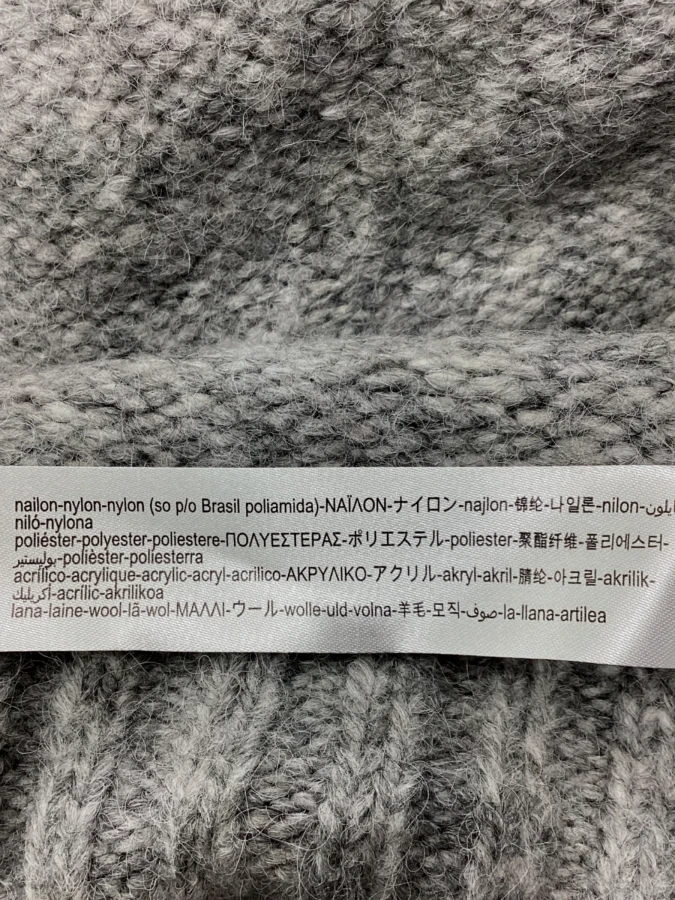 nailon-nylon-nylon (so p/o Brasil poliamida)-ΝΑΪΛΟΝ-ナイロン-najlon-锦纶-나일론-nilon-نايلون
niló-nylona
poliéster-polyester-poliestere-ΠΟΛΥΕΣΤΕΡΑΣ-ポリエステル-poliester-聚酯纤维-폴리에스터-
بوليستير-polièster-poliesterra
acrílico-acrylique-acrylic-acryl-acrilico-ΑΚΡΥΛΙΚΟ-アクリル-akryl-akril-腈纶-아크릴-akrilik-
أكريليك-acrílic-akrilikoa
lana-laine-wool-lã-wol-ΜΑΛΛΙ-ウール-wolle-uld-volna-羊毛-모직-صوف-la-llana-artilea